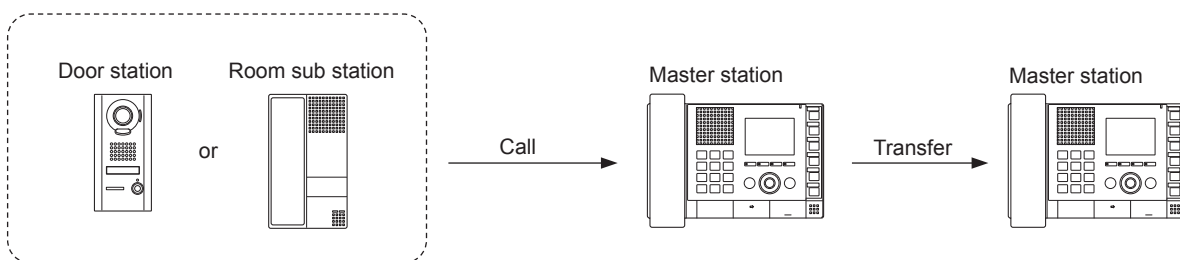 Door station
Room sub station
or
Call
Master station
Transfer
Master station